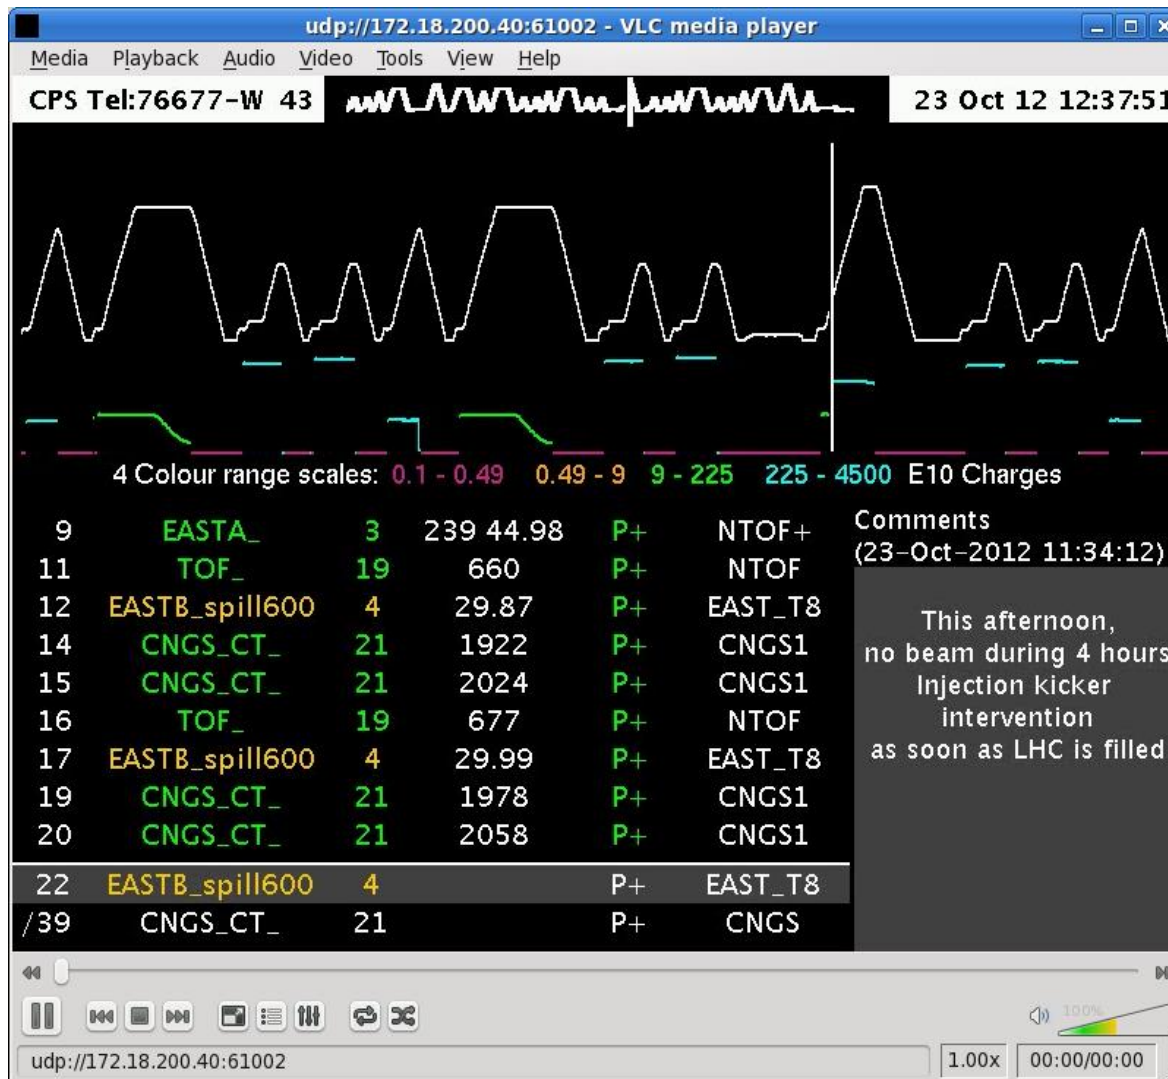 udp://172.18.200.40:61002 - VLC media player
Media Playback Audio Video Tools View Help
CPS Tel:76677-W 43 23 Oct 12 12:37:51
4 Colour range scales: 0.1 - 0.49 0.49 - 9 9 - 225 225 - 4500 E10 Charges
9 EASTA_ 3 239 44.98 P+ NTOF+
11 TOF_ 19 660 P+ NTOF
12 EASTB_spill600 4 29.87 P+ EAST_T8
14 CNGS_CT_ 21 1922 P+ CNGS1
15 CNGS_CT_ 21 2024 P+ CNGS1
16 TOF_ 19 677 P+ NTOF
17 EASTB_spill600 4 29.99 P+ EAST_T8
19 CNGS_CT_ 21 1978 P+ CNGS1
20 CNGS_CT_ 21 2058 P+ CNGS1
22 EASTB_spill600 4 P+ EAST_T8
/39 CNGS_CT_ 21 P+ CNGS
Comments
(23-Oct-2012 11:34:12)
This afternoon,
no beam during 4 hours
Injection kicker
intervention
as soon as LHC is filled
100%
udp://172.18.200.40:61002 1.00x 00:00/00:00